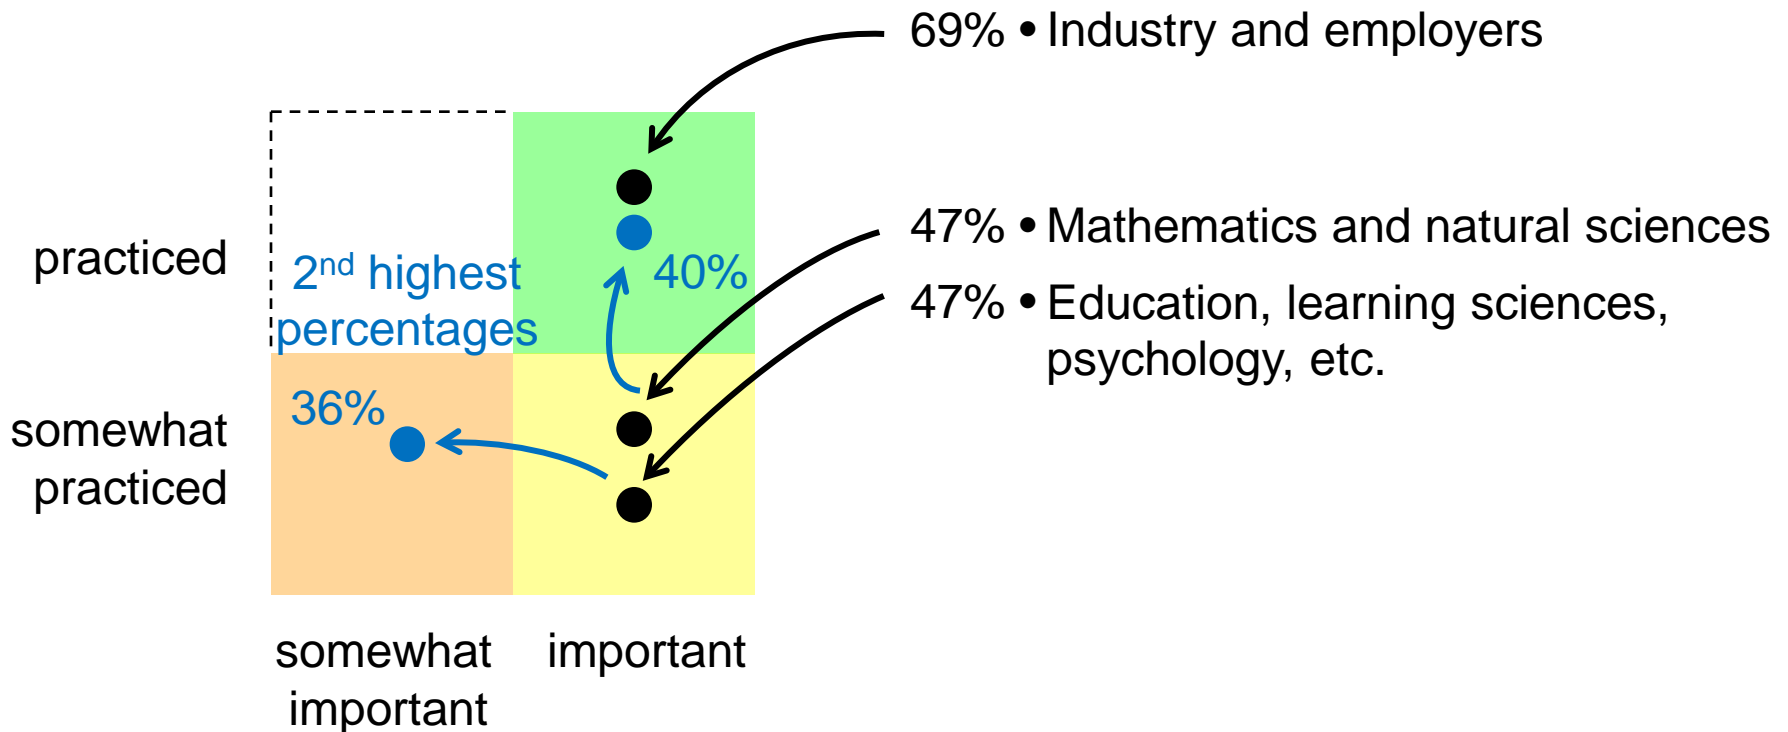 69% • Industry and employers
47% • Mathematics and natural sciences
47% • Education, learning sciences,
psychology, etc.
practiced
2nd highest
percentages
40%
somewhat
practiced
36%
somewhat
important
important